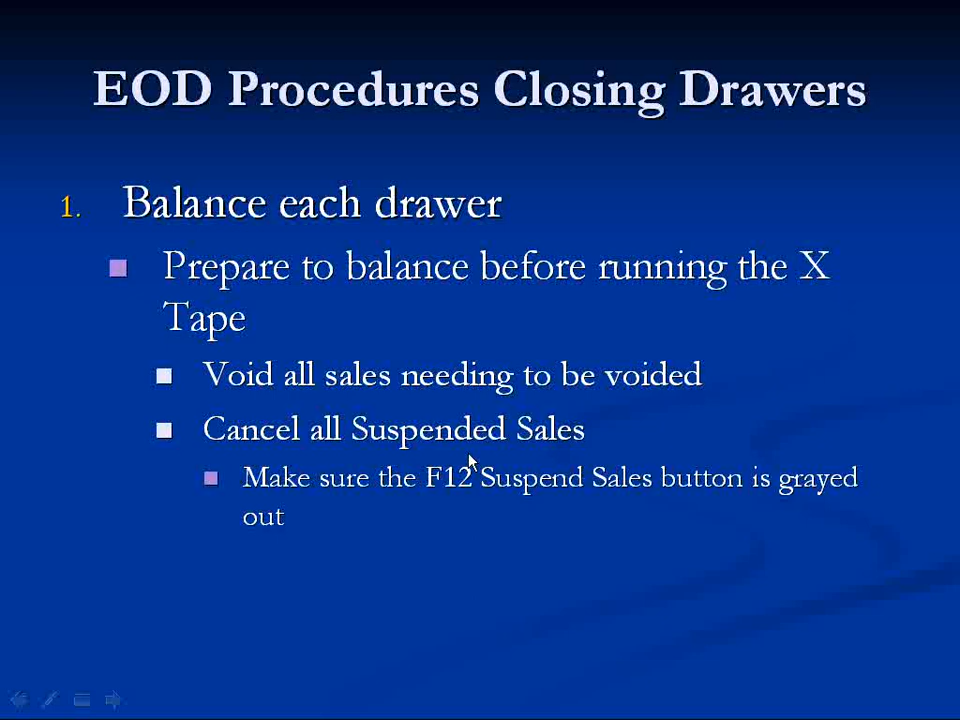 EOD Procedures Closing Drawers
1. Balance each drawer
Prepare to balance before running the X
Tape
Void all sales needing to be voided
Cancel all Suspended Sales
Make sure the F12 Suspend Sales button is grayed
out